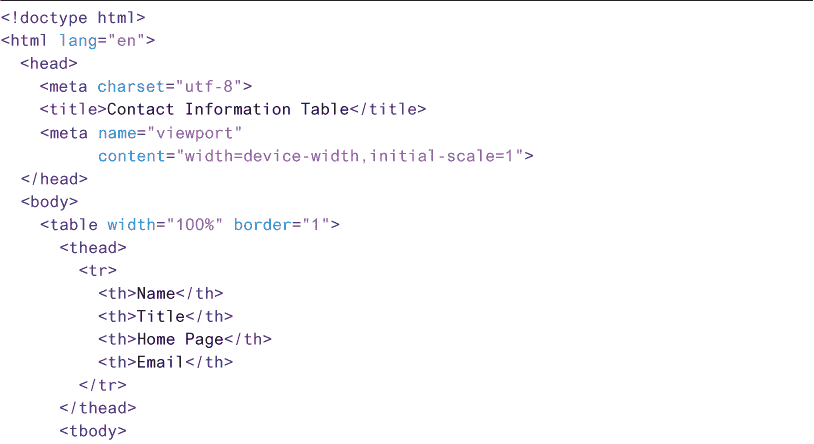 <!doctype html>
<html lang="en">
  <head>
    <meta charset="utf-8">
    <title>Contact Information Table</title>
    <meta name="viewport"
          content="width=device-width,initial-scale=1">
  </head>
  <body>
    <table width="100%" border="1">
      <thead>
        <tr>
          <th>Name</th>
          <th>Title</th>
          <th>Home Page</th>
          <th>Email</th>
        </tr>
      </thead>
      <tbody>